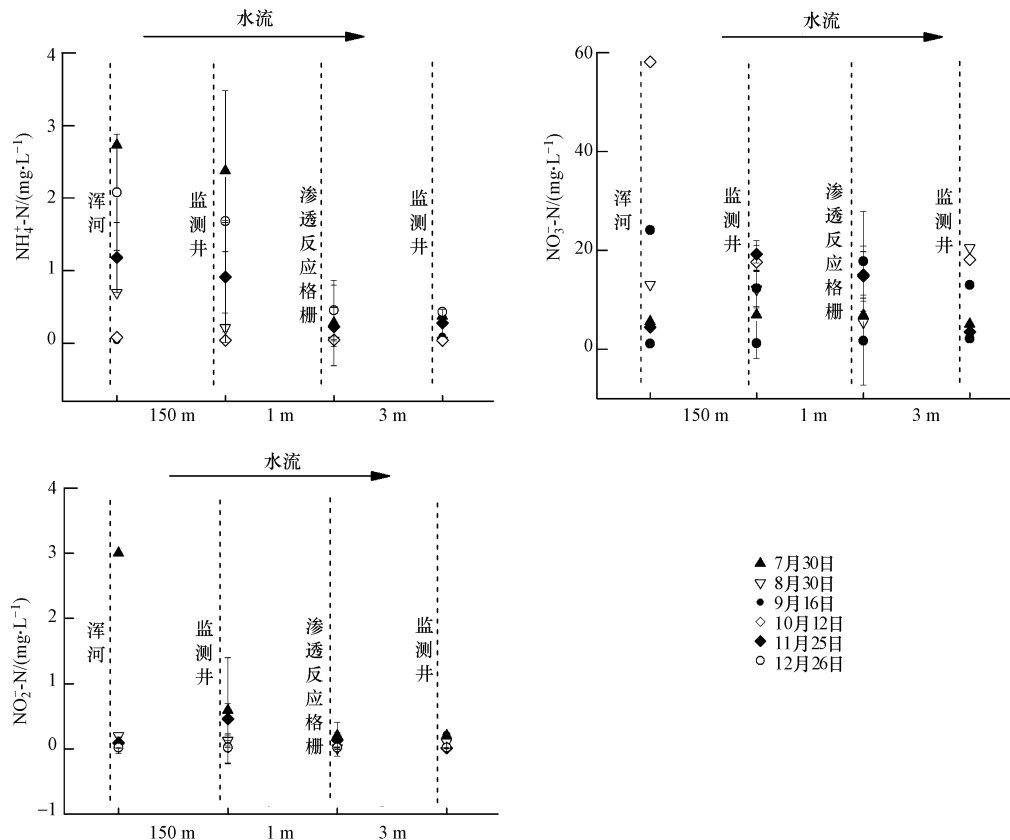 水流
4
3
2
1
0
NH₄⁺-N/(mg·L⁻¹)
浑河
监测井
渗透反应格栅
监测井
150 m
1 m
3 m
水流
60
40
20
0
NO₃⁻-N/(mg·L⁻¹)
浑河
监测井
渗透反应格栅
监测井
150 m
1 m
3 m
水流
4
3
2
1
0
−1
NO₂⁻-N/(mg·L⁻¹)
浑河
监测井
渗透反应格栅
监测井
150 m
1 m
3 m
7月30日
8月30日
9月16日
10月12日
11月25日
12月26日